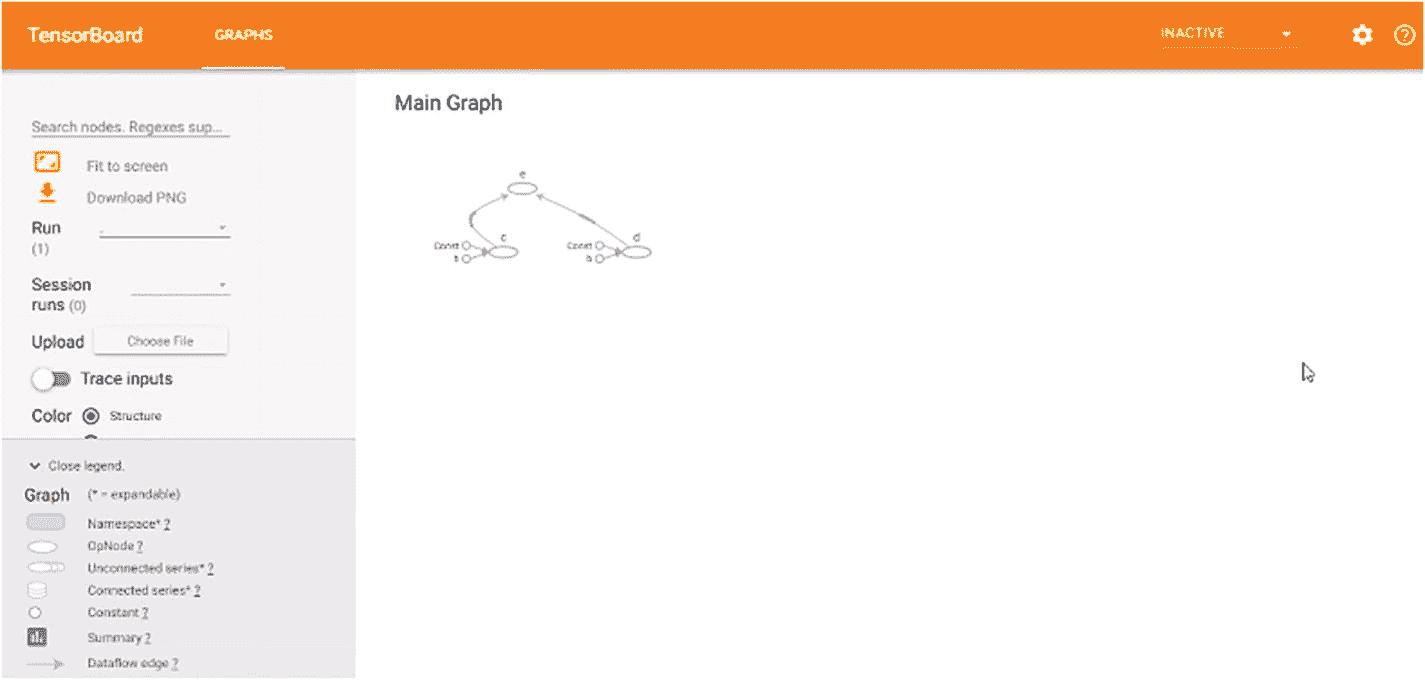 TensorBoard GRAPHS INACTIVE
Search nodes. Regexes sup...
Fit to screen
Download PNG
Run
(1)
Session
runs (0)
Upload Choose File
Trace inputs
Color Structure
Close legend.
Graph (* = expandable)
Namespace* ?
OpNode ?
Unconnected series* ?
Connected series* ?
Constant ?
Summary ?
Dataflow edge ?
Main Graph
e
c d
Const Const